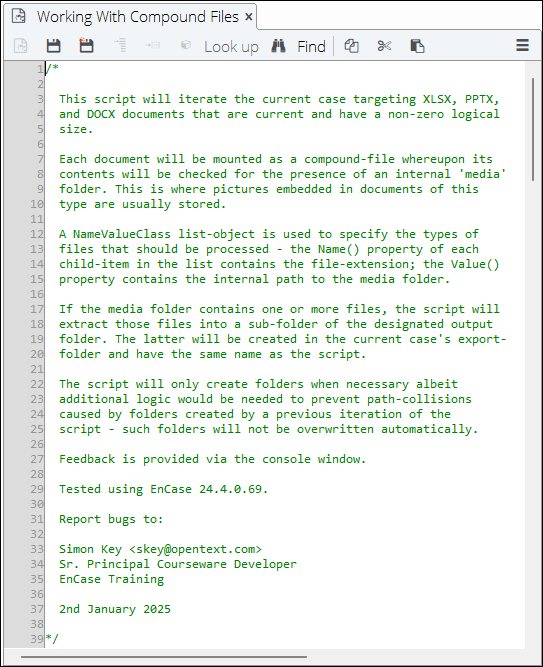 Working With Compound Files ×
Look up Find
1 /*
2
3 This script will iterate the current case targeting XLSX, PPTX,
4 and DOCX documents that are current and have a non-zero logical
5 size.
6
7 Each document will be mounted as a compound-file whereupon its
8 contents will be checked for the presence of an internal 'media'
9 folder. This is where pictures embedded in documents of this
10 type are usually stored.
11
12 A NameValueClass list-object is used to specify the types of
13 files that should be processed - the Name() property of each
14 child-item in the list contains the file-extension; the Value()
15 property contains the internal path to the media folder.
16
17 If the media folder contains one or more files, the script will
18 extract those files into a sub-folder of the designated output
19 folder. The latter will be created in the current case's export-
20 folder and have the same name as the script.
21
22 The script will only create folders when necessary albeit
23 additional logic would be needed to prevent path-collisions
24 caused by folders created by a previous iteration of the
25 script - such folders will not be overwritten automatically.
26
27 Feedback is provided via the console window.
28
29 Tested using EnCase 24.4.0.69.
30
31 Report bugs to:
32
33 Simon Key <skey@opentext.com>
34 Sr. Principal Courseware Developer
35 EnCase Training
36
37 2nd January 2025
38
39 */